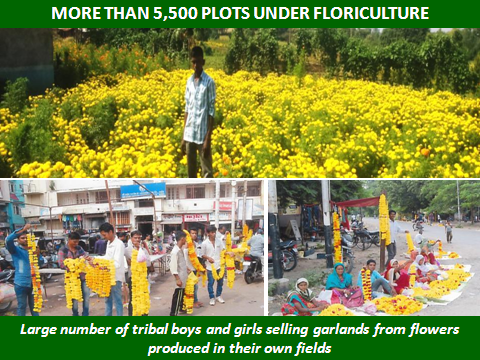 MORE THAN 5,500 PLOTS UNDER FLORICULTURE
Large number of tribal boys and girls selling garlands from flowers
produced in their own fields